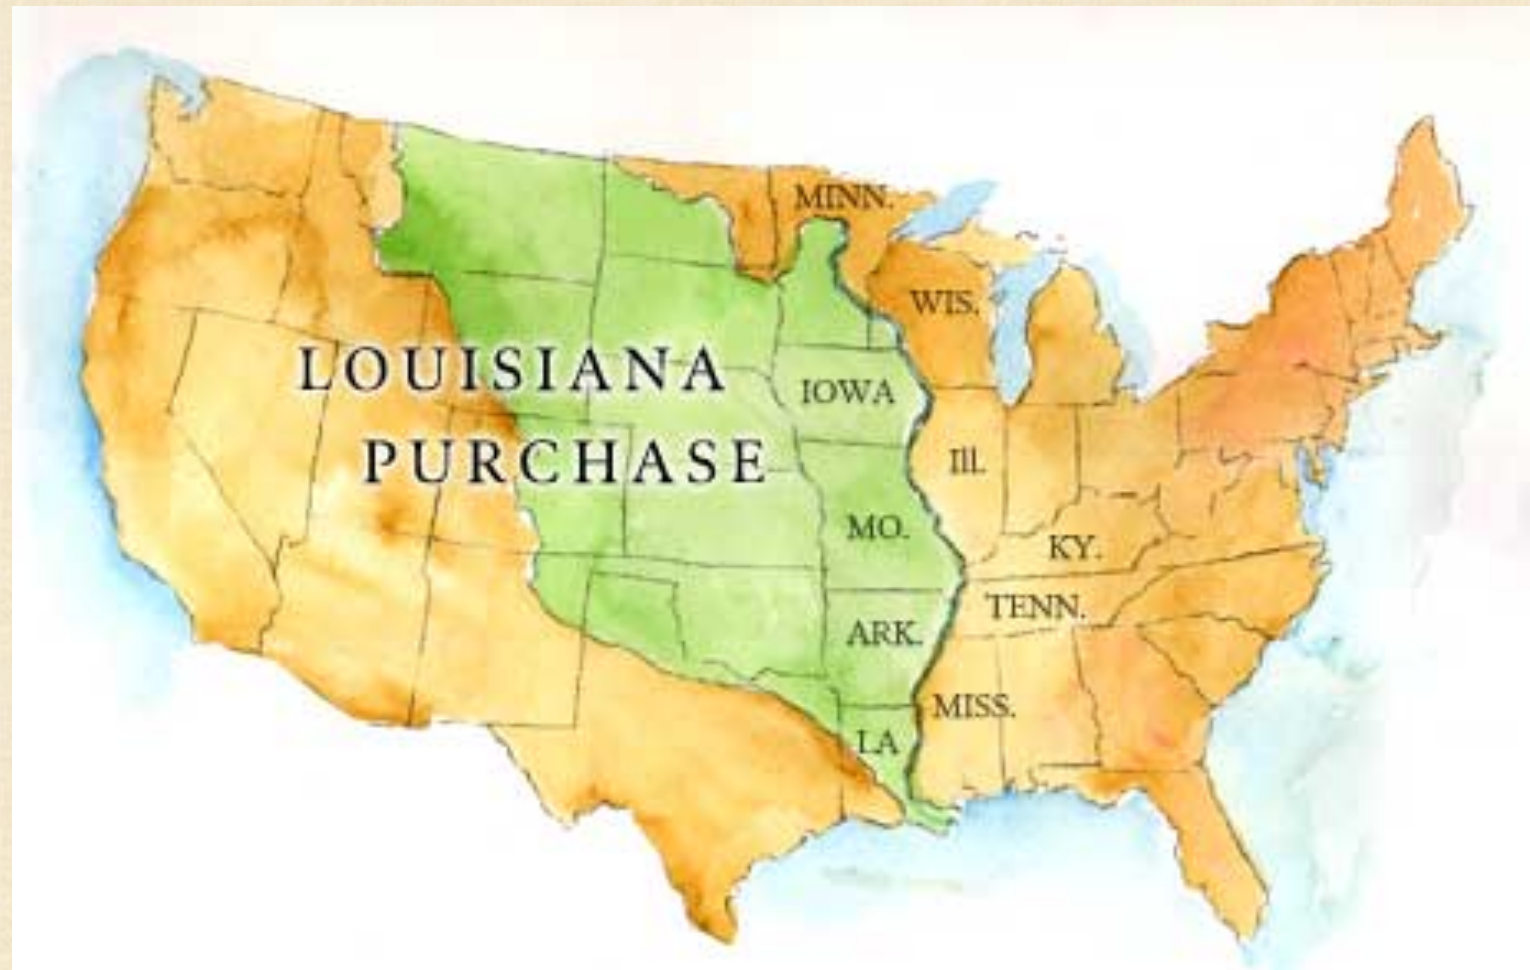 MINN.
WIS.
LOUISIANA
PURCHASE
IOWA
Ill.
MO.
KY.
TENN.
ARK.
MISS.
LA